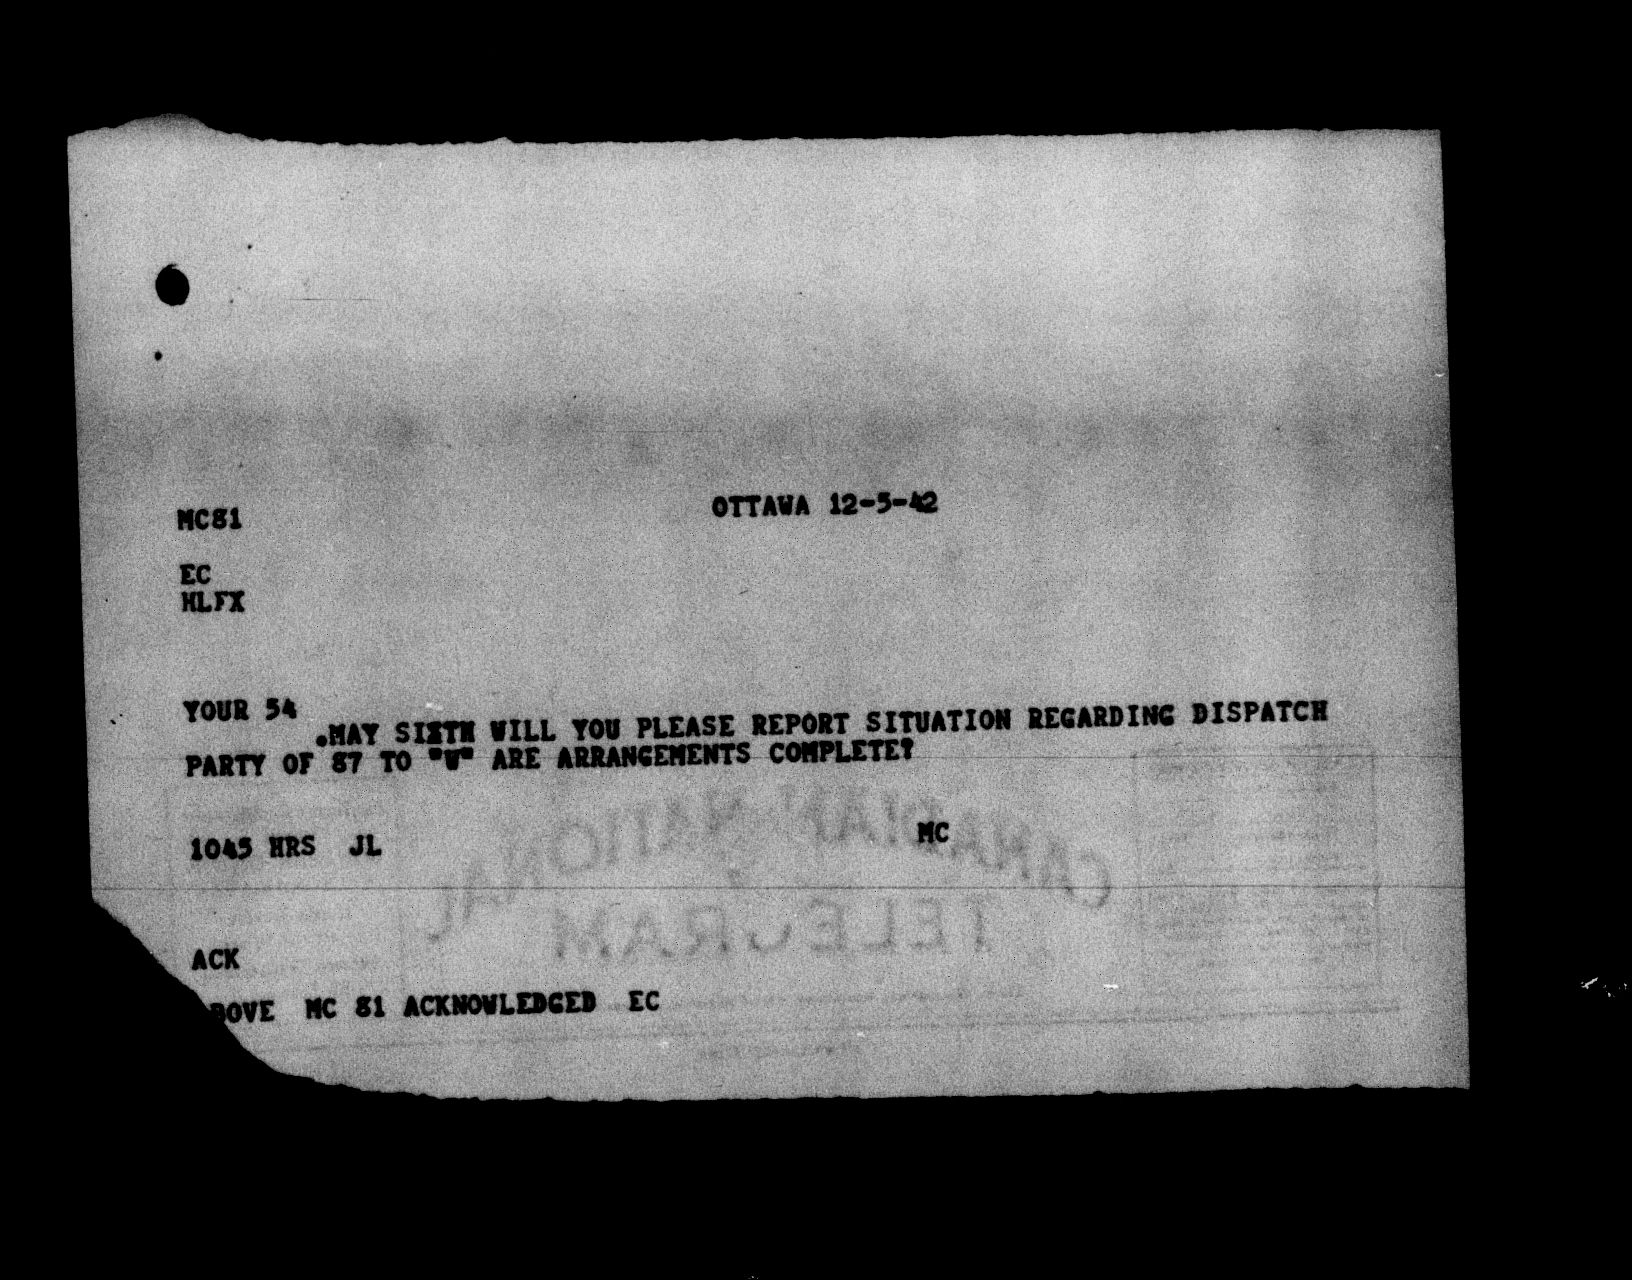 MC81 OTTAWA 12-5-42
EC
HLFX
YOUR 54
.MAY SIXTH WILL YOU PLEASE REPORT SITUATION REGARDING DISPATCH
PARTY OF 87 TO "W" ARE ARRANGEMENTS COMPLETE?
1045 HRS JL MC
CANADIAN NATIONAL
TELEGRAM
ACK
BOVE MC 81 ACKNOWLEDGED EC